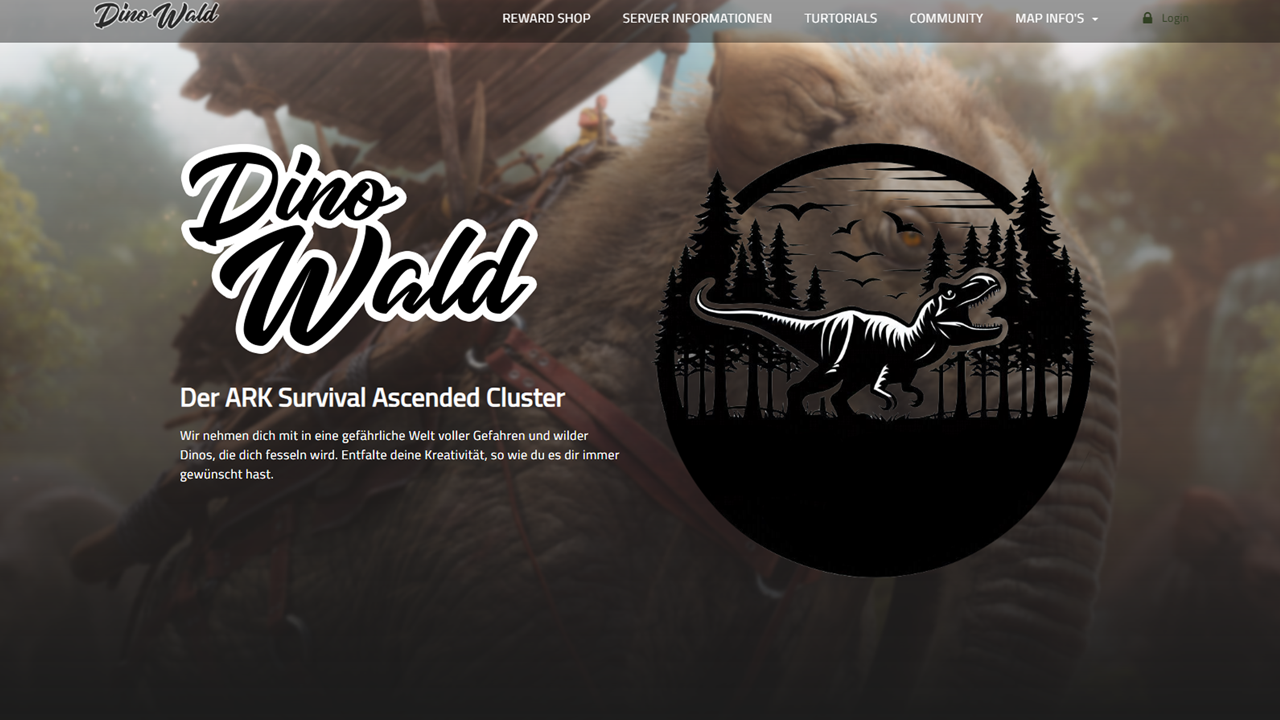 Dino Wald
REWARD SHOP
SERVER INFORMATIONEN
TURTORIALS
COMMUNITY
MAP INFO'S
Login
Dino
Wald
Der ARK Survival Ascended Cluster
Wir nehmen dich mit in eine gefährliche Welt voller Gefahren und wilder
Dinos, die dich fesseln wird. Entfalte deine Kreativität, so wie du es dir immer
gewünscht hast.